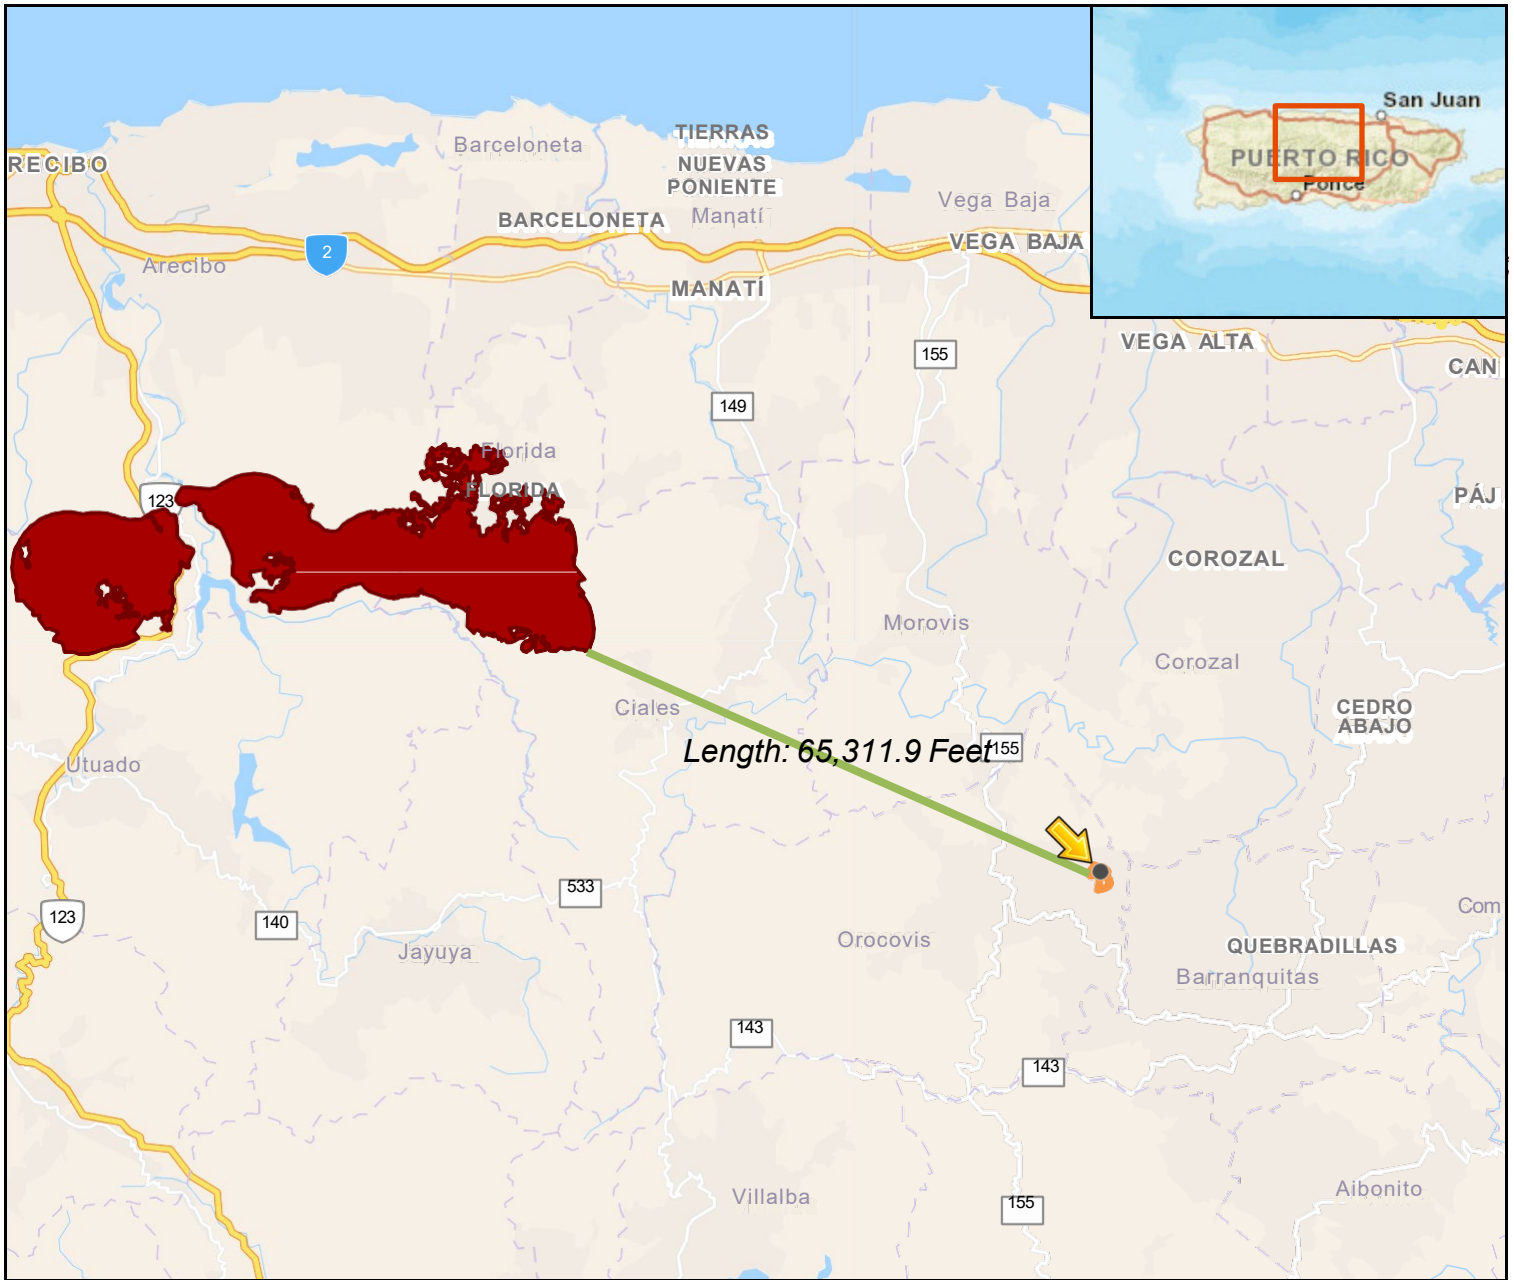 San Juan
PUERTO RICO
Ponce
RECIBO
Barceloneta
TIERRAS
NUEVAS
PONIENTE
BARCELONETA
Manatí
Vega Baja
VEGA BAJA
2
Arecibo
MANATÍ
VEGA ALTA
155
CAN
149
Florida
FLORIDA
123
PÁJ
COROZAL
Morovis
Corozal
Ciales
CEDRO
ABAJO
Length: 65,311.9 Feet
155
Utuado
533
123
140
Com
Jayuya
Orocovis
QUEBRADILLAS
Barranquitas
143
143
Villalba
155
Aibonito